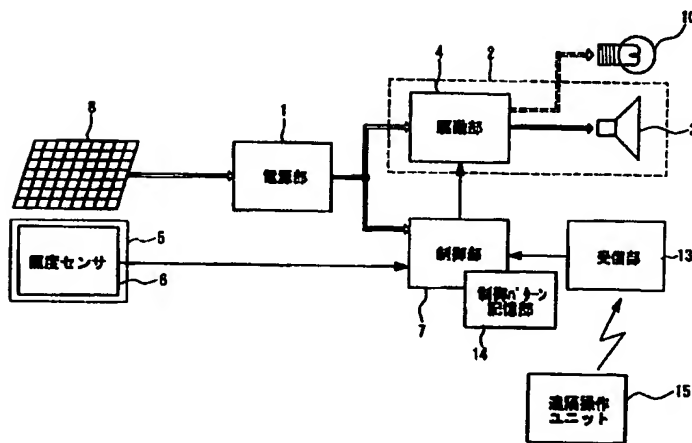 10
2
4
8
1
駆動部
3
電源部
5
照度センサ
6
制御部
受信部
13
制御パターン
記憶部
7
14
遠隔操作
ユニット
15